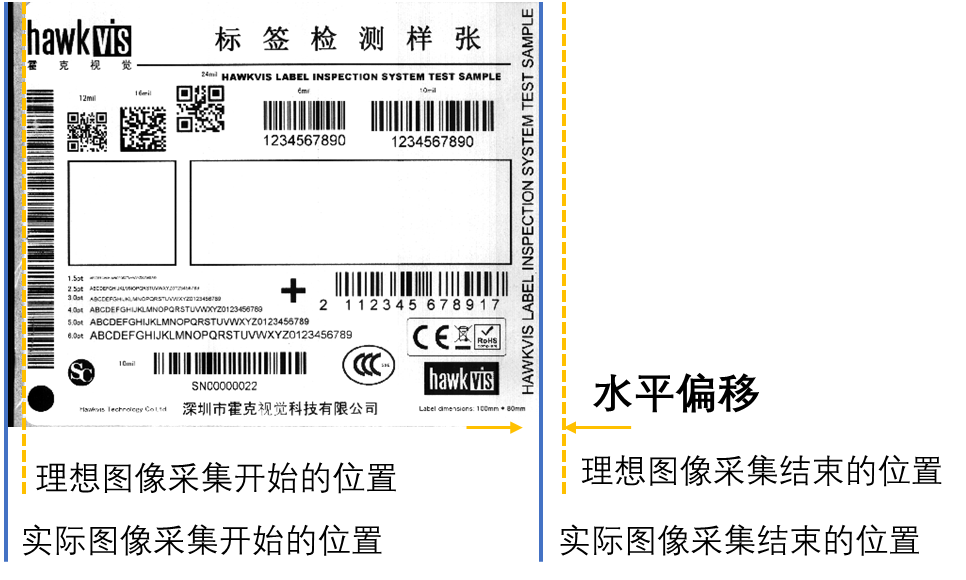 hawkvis
霍克视觉
标签检测样张
HAWKVIS LABEL INSPECTION SYSTEM TEST SAMPLE
12mil
16mil
24mil
10mil
1234567890
1234567890
HAWKVIS LABEL INSPECTION SYSTEM TEST SAMPLE
1.5pt
2.5pt ABCDEFGHIJKLMNOPQRSTUVWXYZ0123456789
3.0pt ABCDEFGHIJKLMNOPQRSTUVWXYZ0123456789
4.0pt ABCDEFGHIJKLMNOPQRSTUVWXYZ0123456789
5.0pt ABCDEFGHIJKLMNOPQRSTUVWXYZ0123456789
6.0pt ABCDEFGHIJKLMNOPQRSTUVWXYZ0123456789
2 112345 678917
CE
RoHS
SC
10mil
SN00000022
CCC
hawkvis
Hawkvis Technology Co Ltd
深圳市霍克视觉科技有限公司
Label dimensions: 100mm * 80mm
水平偏移
理想图像采集开始的位置
理想图像采集结束的位置
实际图像采集开始的位置
实际图像采集结束的位置